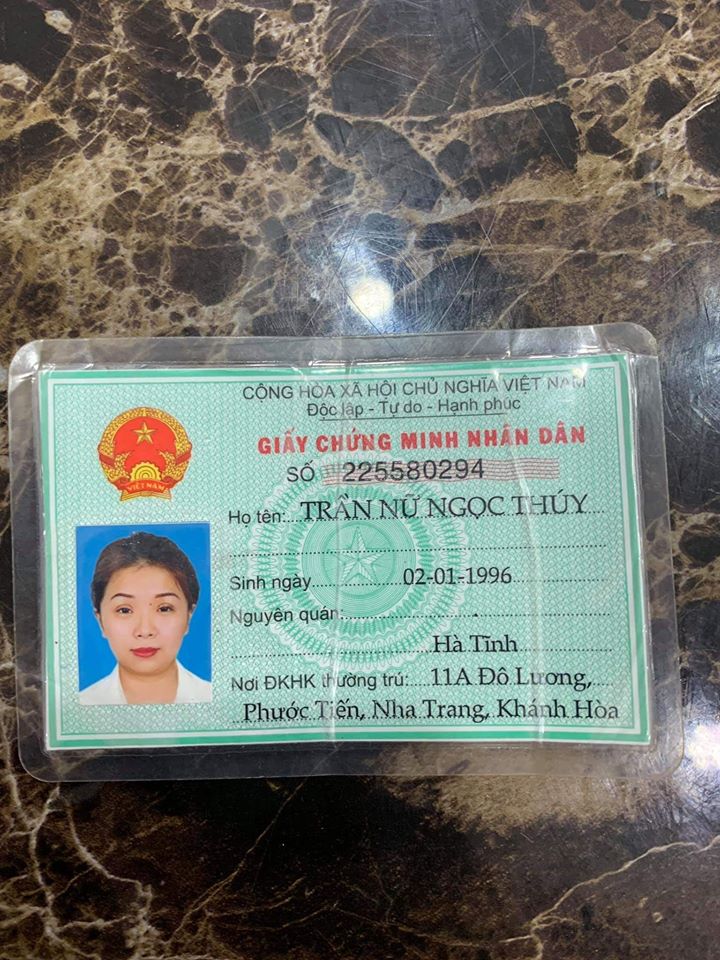 CỘNG HÒA XÃ HỘI CHỦ NGHĨA VIỆT NAM
Độc lập - Tự do - Hạnh phúc
GIẤY CHỨNG MINH NHÂN DÂN
SỐ 225580294
Họ tên: TRẦN NỮ NGỌC THÚY
Sinh ngày 02-01-1996
Nguyên quán:
Hà Tĩnh
Nơi ĐKHK thường trú: 11A Đô Lương,
Phước Tiến, Nha Trang, Khánh Hòa
VIỆT NAM